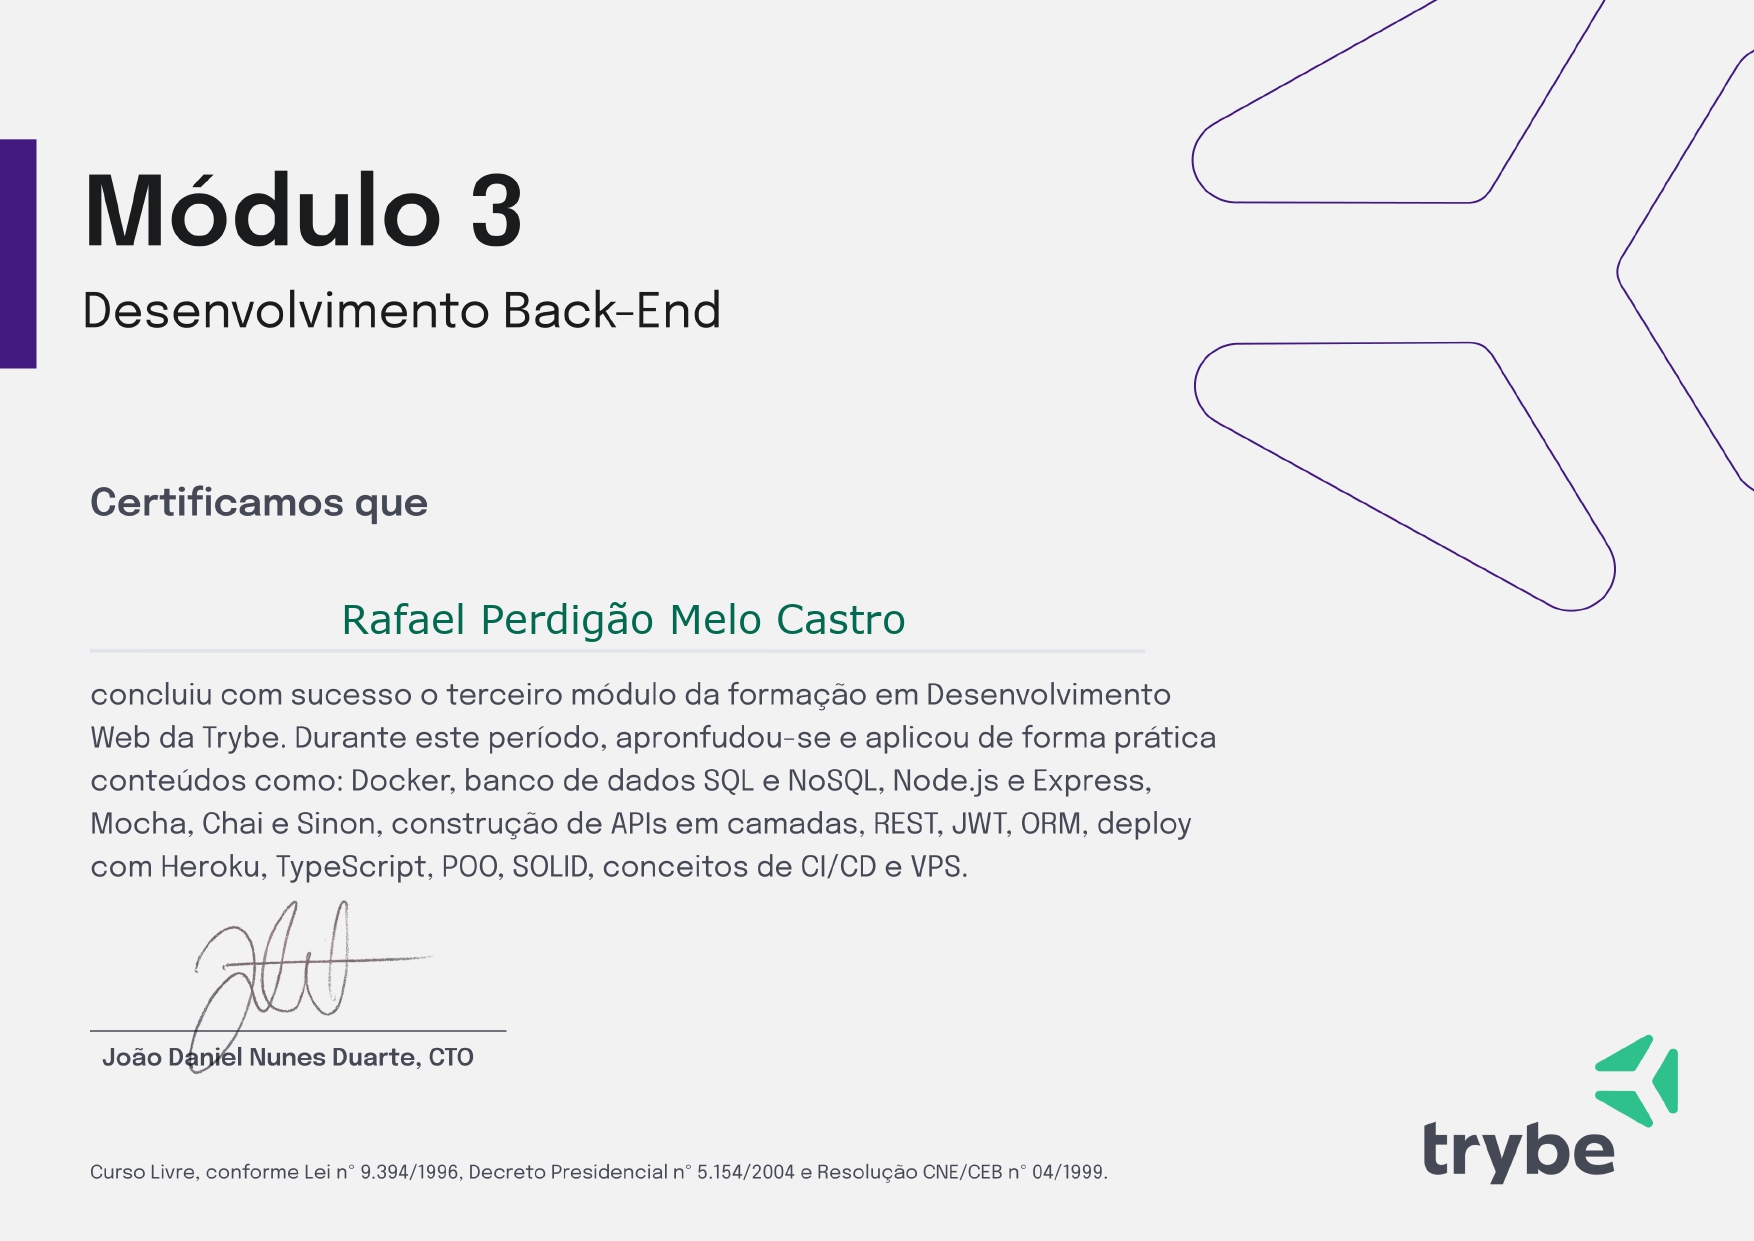 Módulo 3
Desenvolvimento Back-End
Certificamos que
Rafael Perdigão Melo Castro
concluiu com sucesso o terceiro módulo da formação em Desenvolvimento
Web da Trybe. Durante este período, apronfudou-se e aplicou de forma prática
conteúdos como: Docker, banco de dados SQL e NoSQL, Node.js e Express,
Mocha, Chai e Sinon, construção de APIs em camadas, REST, JWT, ORM, deploy
com Heroku, TypeScript, POO, SOLID, conceitos de CI/CD e VPS.
João Daniel Nunes Duarte, CTO
trybe
Curso Livre, conforme Lei n° 9.394/1996, Decreto Presidencial n° 5.154/2004 e Resolução CNE/CEB n° 04/1999.